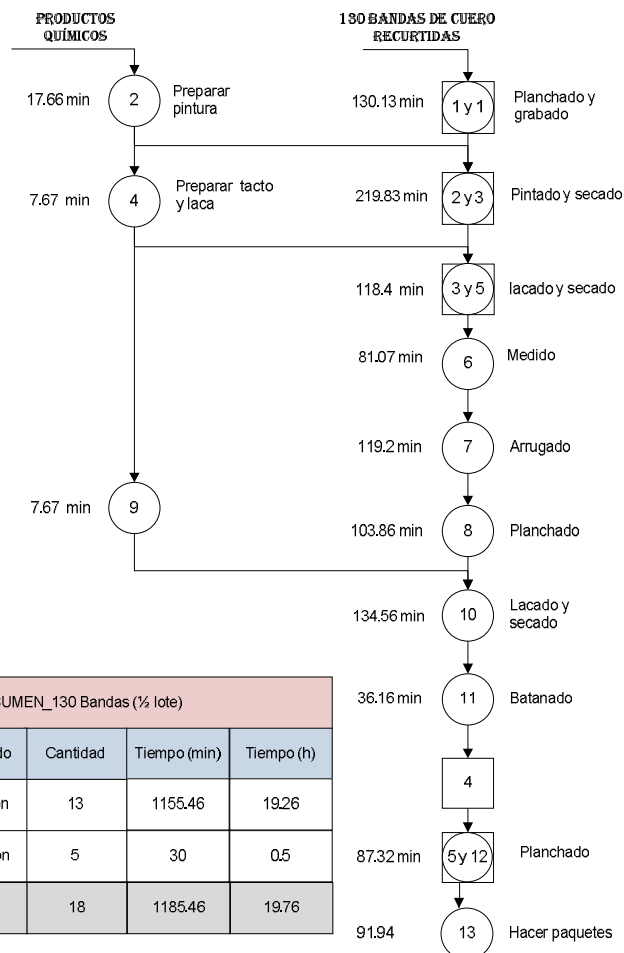 PRODUCTOS
QUÍMICOS
130 BANDAS DE CUERO
RECURTIDAS
17.66 min
2
Preparar
pintura
130.13 min
1 y 1
Planchado y
grabado
7.67 min
4
Preparar tacto
y laca
219.83 min
2 y 3
Pintado y secado
118.4 min
3 y 5
lacado y secado
81.07 min
6
Medido
119.2 min
7
Arrugado
7.67 min
9
103.86 min
8
Planchado
134.56 min
10
Lacado y
secado
36.16 min
11
Batanado
4
87.32 min
5 y 12
Planchado
91.94
13
Hacer paquetes
SUMEN_130 Bandas (½ lote)
do Cantidad Tiempo (min) Tiempo (h)
ón 13 1155.46 19.26
ón 5 30 0.5
18 1185.46 19.76